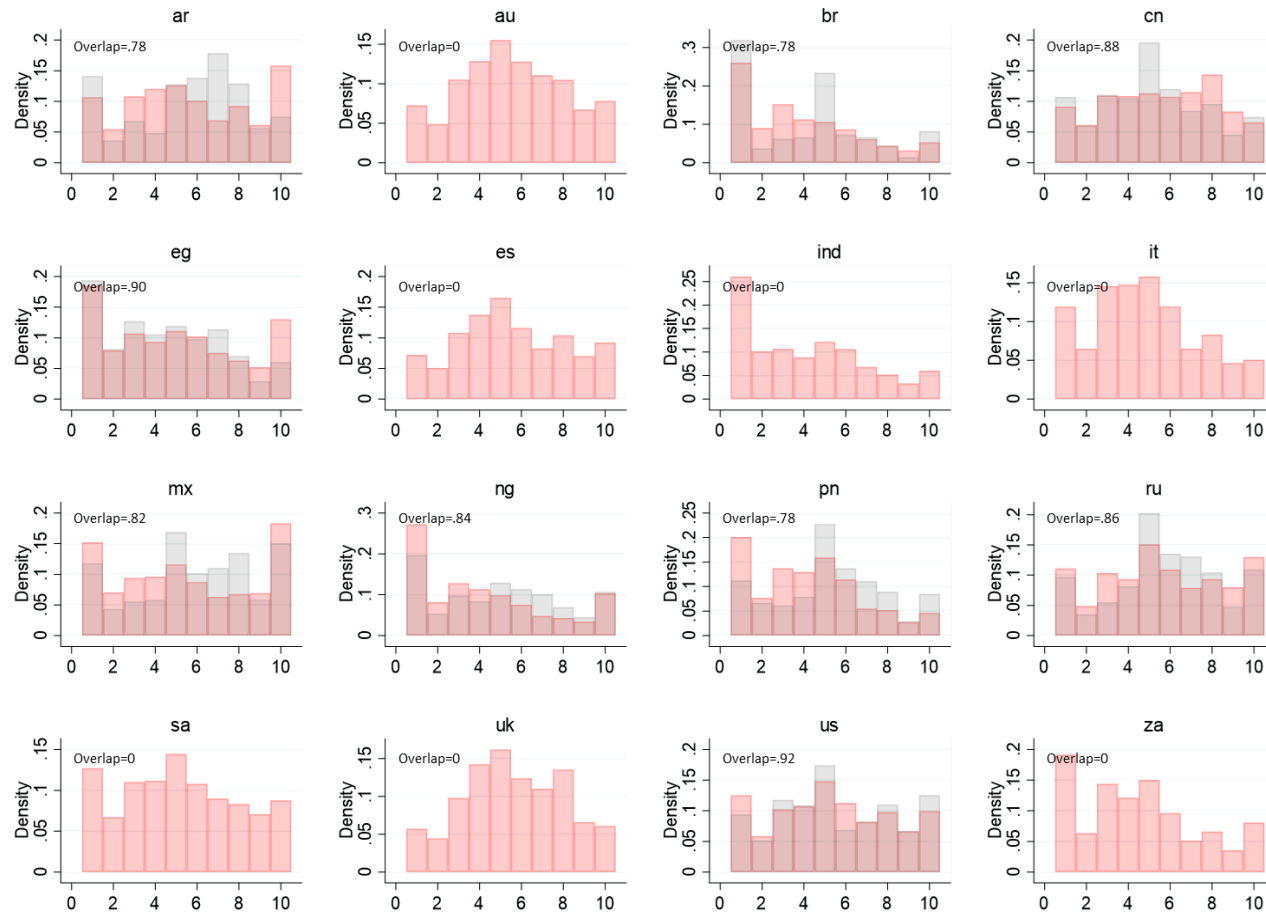 ar
Overlap=.78
Density
0 .05 .1 .15 .2
0 2 4 6 8 10
au
Overlap=0
Density
0 .05 .1 .15
0 2 4 6 8 10
br
Overlap=.78
Density
0 .1 .2 .3
0 2 4 6 8 10
cn
Overlap=.88
Density
0 .05 .1 .15 .2
0 2 4 6 8 10
eg
Overlap=.90
Density
0 .05 .1 .15 .2
0 2 4 6 8 10
es
Overlap=0
Density
0 .05 .1 .15 .2
0 2 4 6 8 10
ind
Overlap=0
Density
0 .05 .1 .15 .2 .25
0 2 4 6 8 10
it
Overlap=0
Density
0 .05 .1 .15
0 2 4 6 8 10
mx
Overlap=.82
Density
0 .05 .1 .15 .2
0 2 4 6 8 10
ng
Overlap=.84
Density
0 .1 .2 .3
0 2 4 6 8 10
pn
Overlap=.78
Density
0 .05 .1 .15 .2 .25
0 2 4 6 8 10
ru
Overlap=.86
Density
0 .05 .1 .15 .2
0 2 4 6 8 10
sa
Overlap=0
Density
0 .05 .1 .15
0 2 4 6 8 10
uk
Overlap=0
Density
0 .05 .1 .15
0 2 4 6 8 10
us
Overlap=.92
Density
0 .05 .1 .15 .2
0 2 4 6 8 10
za
Overlap=0
Density
0 .05 .1 .15 .2
0 2 4 6 8 10